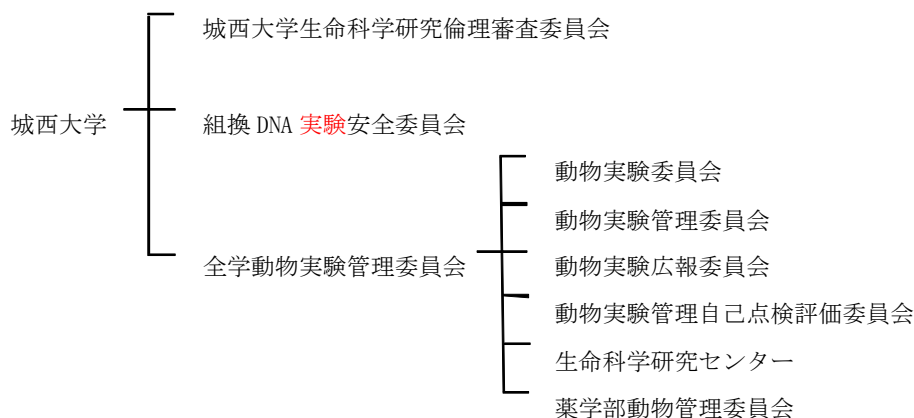 城西大学生命科学研究倫理審査委員会
城西大学
組換 DNA 実験安全委員会
動物実験委員会
動物実験管理委員会
全学動物実験管理委員会
動物実験広報委員会
動物実験管理自己点検評価委員会
生命科学研究センター
薬学部動物管理委員会